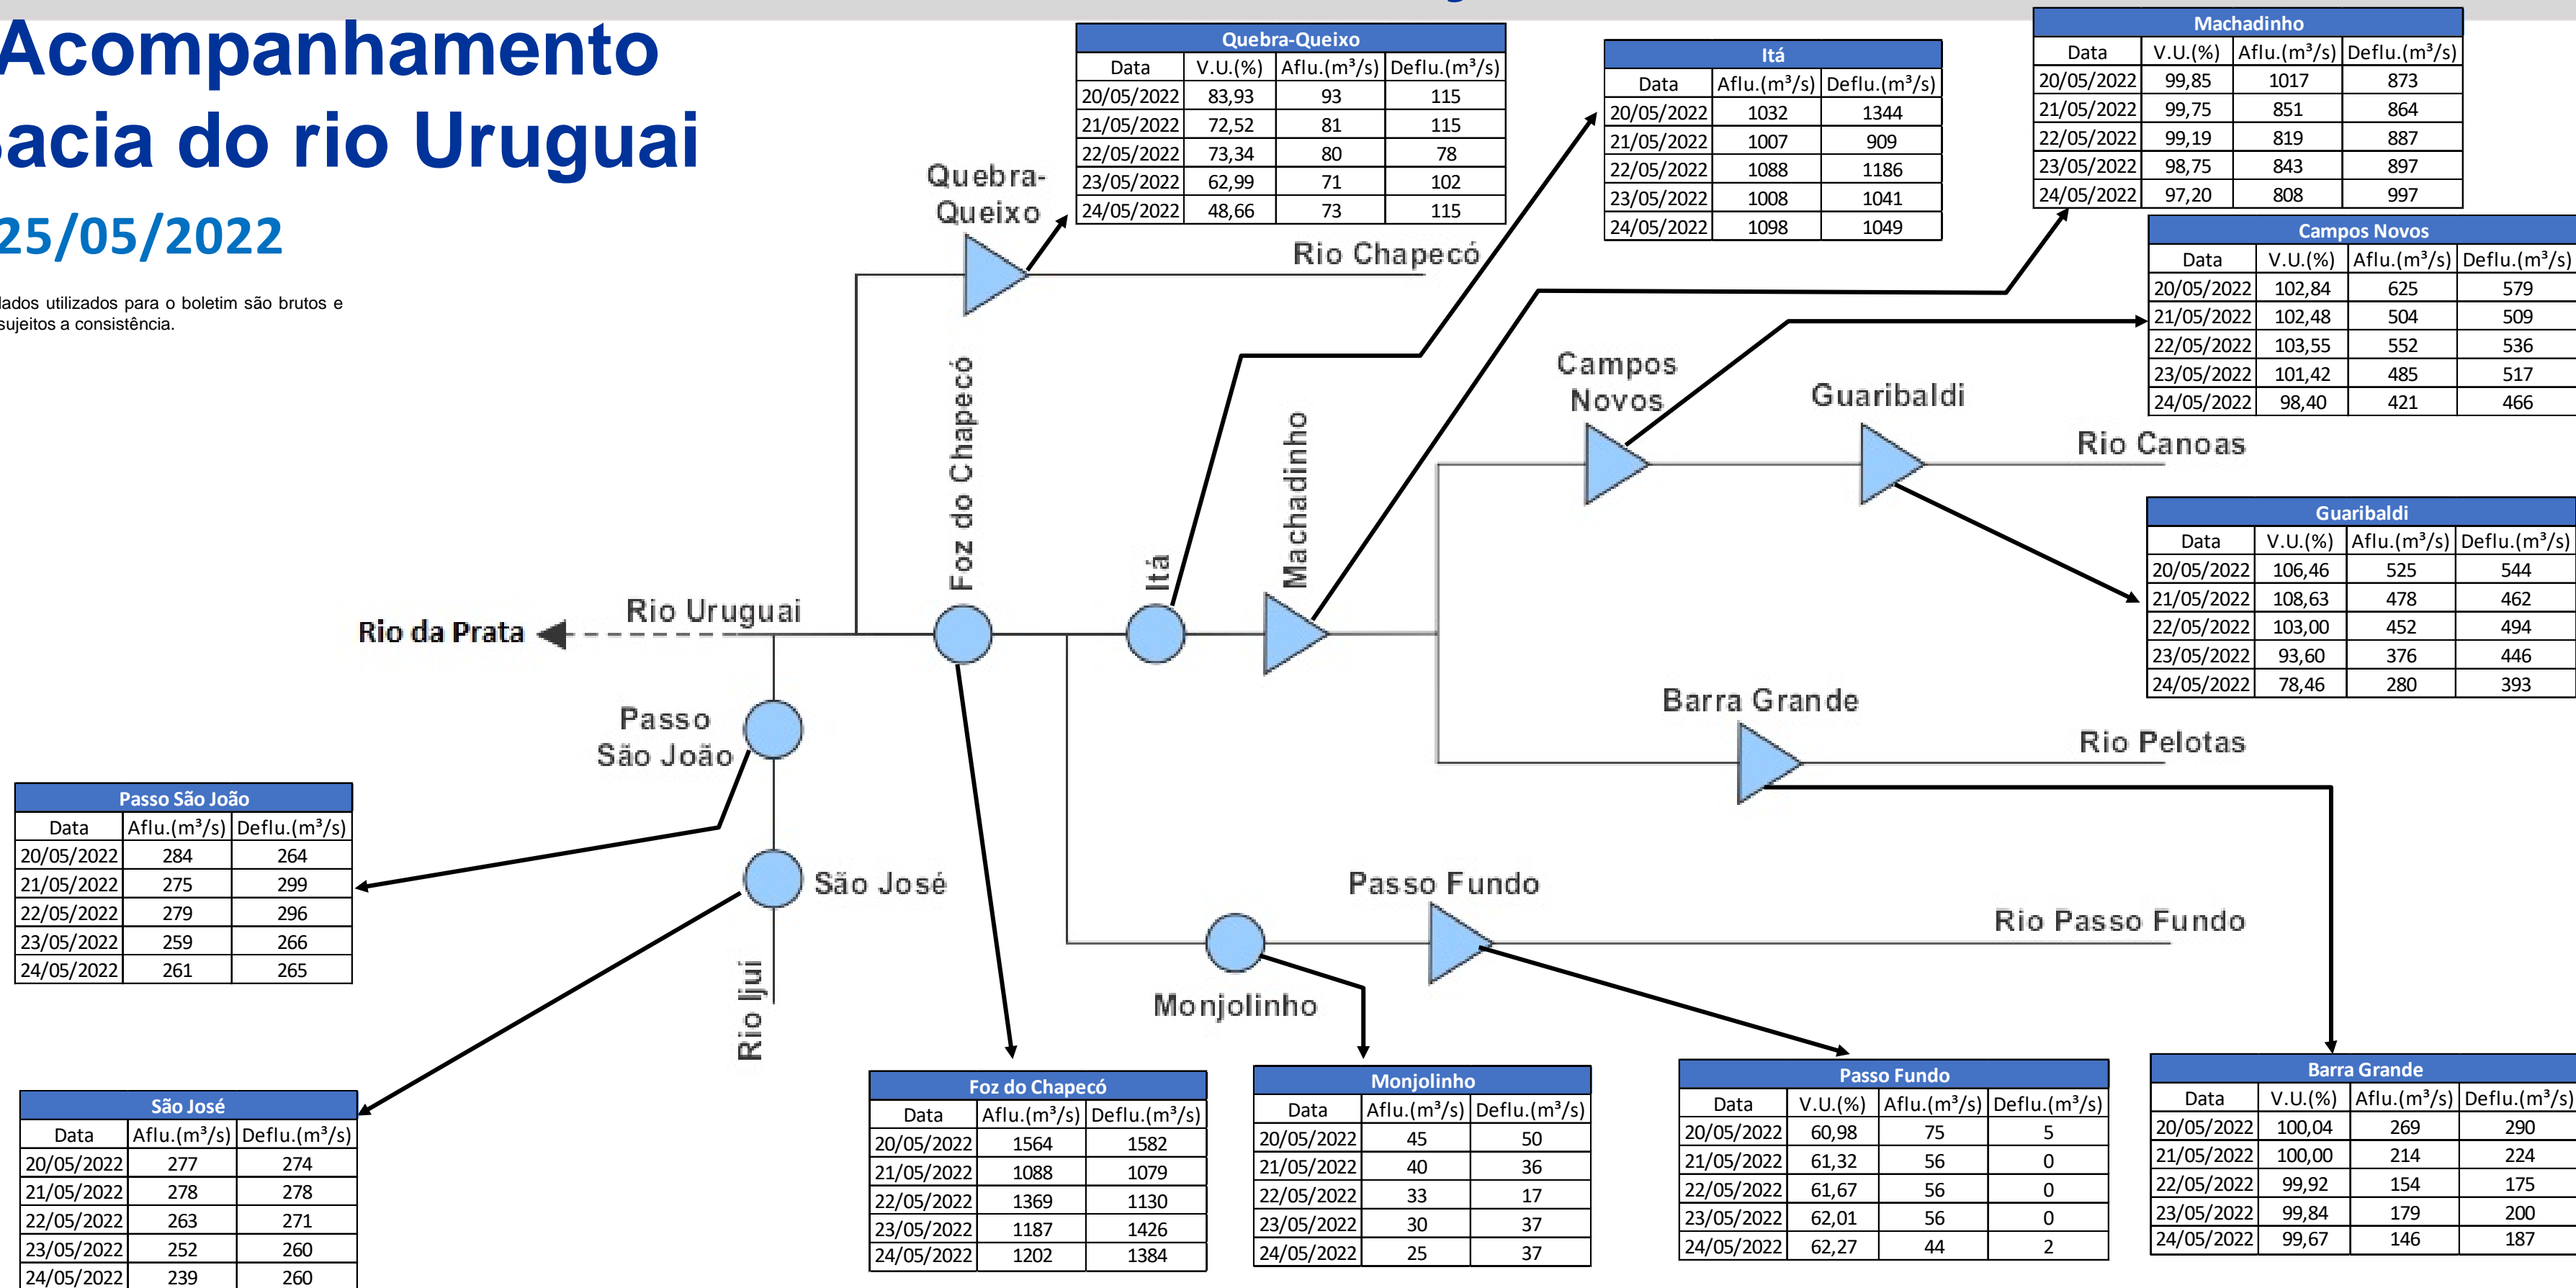 Acompanhamento
acia do rio Uruguai
25/05/2022
dados utilizados para o boletim são brutos e
sujeitos a consistência.
Quebra-Queixo
Data V.U.(%) Aflu.(m³/s) Deflu.(m³/s)
20/05/2022 83,93 93 115
21/05/2022 72,52 81 115
22/05/2022 73,34 80 78
23/05/2022 62,99 71 102
24/05/2022 48,66 73 115
Itá
Data Aflu.(m³/s) Deflu.(m³/s)
20/05/2022 1032 1344
21/05/2022 1007 909
22/05/2022 1088 1186
23/05/2022 1008 1041
24/05/2022 1098 1049
Machadinho
Data V.U.(%) Aflu.(m³/s) Deflu.(m³/s)
20/05/2022 99,85 1017 873
21/05/2022 99,75 851 864
22/05/2022 99,19 819 887
23/05/2022 98,75 843 897
24/05/2022 97,20 808 997
Campos Novos
Data V.U.(%) Aflu.(m³/s) Deflu.(m³/s)
20/05/2022 102,84 625 579
21/05/2022 102,48 504 509
22/05/2022 103,55 552 536
23/05/2022 101,42 485 517
24/05/2022 98,40 421 466
Quebra-
Queixo
Rio Chapecó
Foz do Chapecó
Itá
Machadinho
Campos
Novos
Guaribaldi
Rio Canoas
Guaribaldi
Data V.U.(%) Aflu.(m³/s) Deflu.(m³/s)
20/05/2022 106,46 525 544
21/05/2022 108,63 478 462
22/05/2022 103,00 452 494
23/05/2022 93,60 376 446
24/05/2022 78,46 280 393
Rio da Prata
Rio Uruguai
Barra Grande
Rio Pelotas
Passo
São João
São José
Rio Ijuí
Passo Fundo
Rio Passo Fundo
Monjolinho
Passo São João
Data Aflu.(m³/s) Deflu.(m³/s)
20/05/2022 284 264
21/05/2022 275 299
22/05/2022 279 296
23/05/2022 259 266
24/05/2022 261 265
São José
Data Aflu.(m³/s) Deflu.(m³/s)
20/05/2022 277 274
21/05/2022 278 278
22/05/2022 263 271
23/05/2022 252 260
24/05/2022 239 260
Foz do Chapecó
Data Aflu.(m³/s) Deflu.(m³/s)
20/05/2022 1564 1582
21/05/2022 1088 1079
22/05/2022 1369 1130
23/05/2022 1187 1426
24/05/2022 1202 1384
Monjolinho
Data Aflu.(m³/s) Deflu.(m³/s)
20/05/2022 45 50
21/05/2022 40 36
22/05/2022 33 17
23/05/2022 30 37
24/05/2022 25 37
Passo Fundo
Data V.U.(%) Aflu.(m³/s) Deflu.(m³/s)
20/05/2022 60,98 75 5
21/05/2022 61,32 56 0
22/05/2022 61,67 56 0
23/05/2022 62,01 56 0
24/05/2022 62,27 44 2
Barra Grande
Data V.U.(%) Aflu.(m³/s) Deflu.(m³/s)
20/05/2022 100,04 269 290
21/05/2022 100,00 214 224
22/05/2022 99,92 154 175
23/05/2022 99,84 179 200
24/05/2022 99,67 146 187